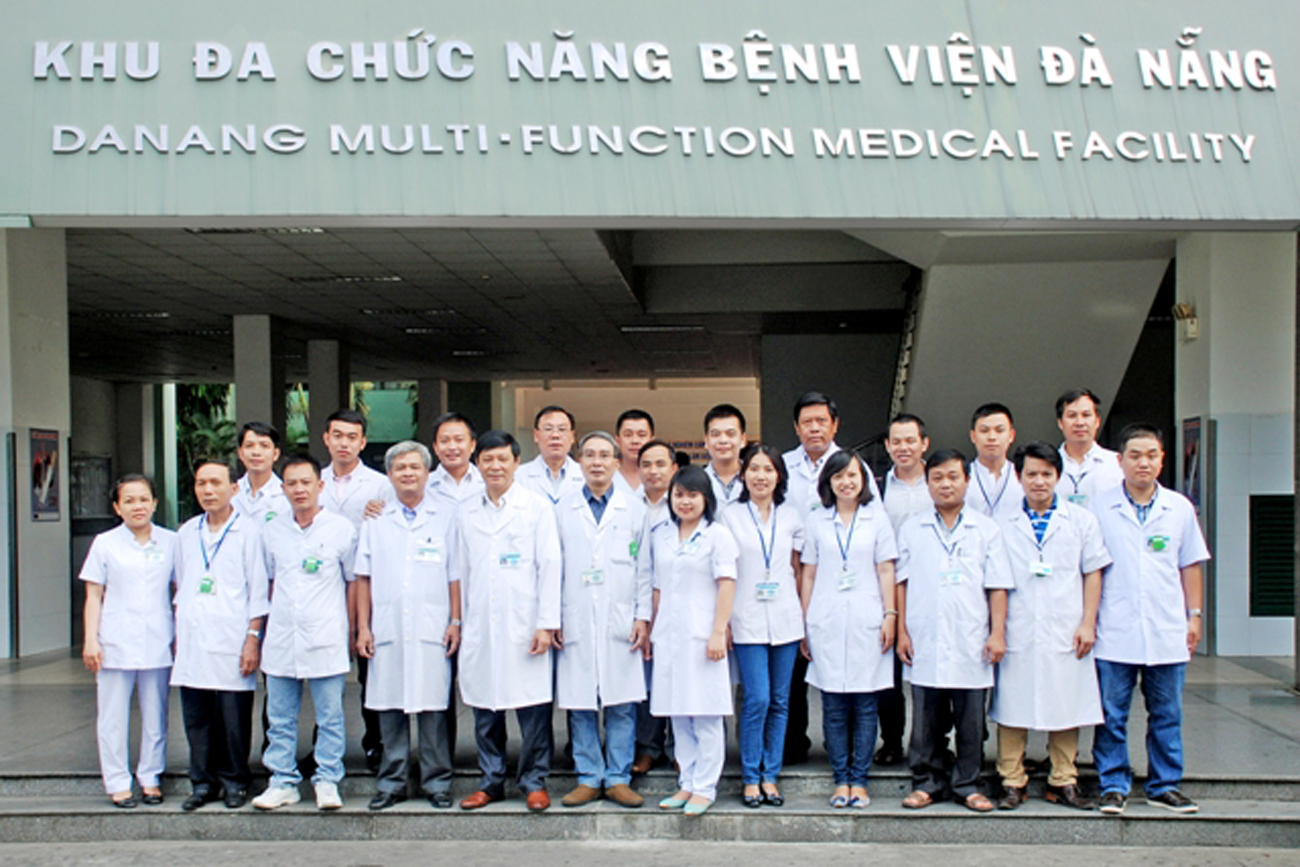 KHU ĐA CHỨC NĂNG BỆNH VIỆN ĐÀ NẴNG
DANANG MULTI-FUNCTION MEDICAL FACILITY